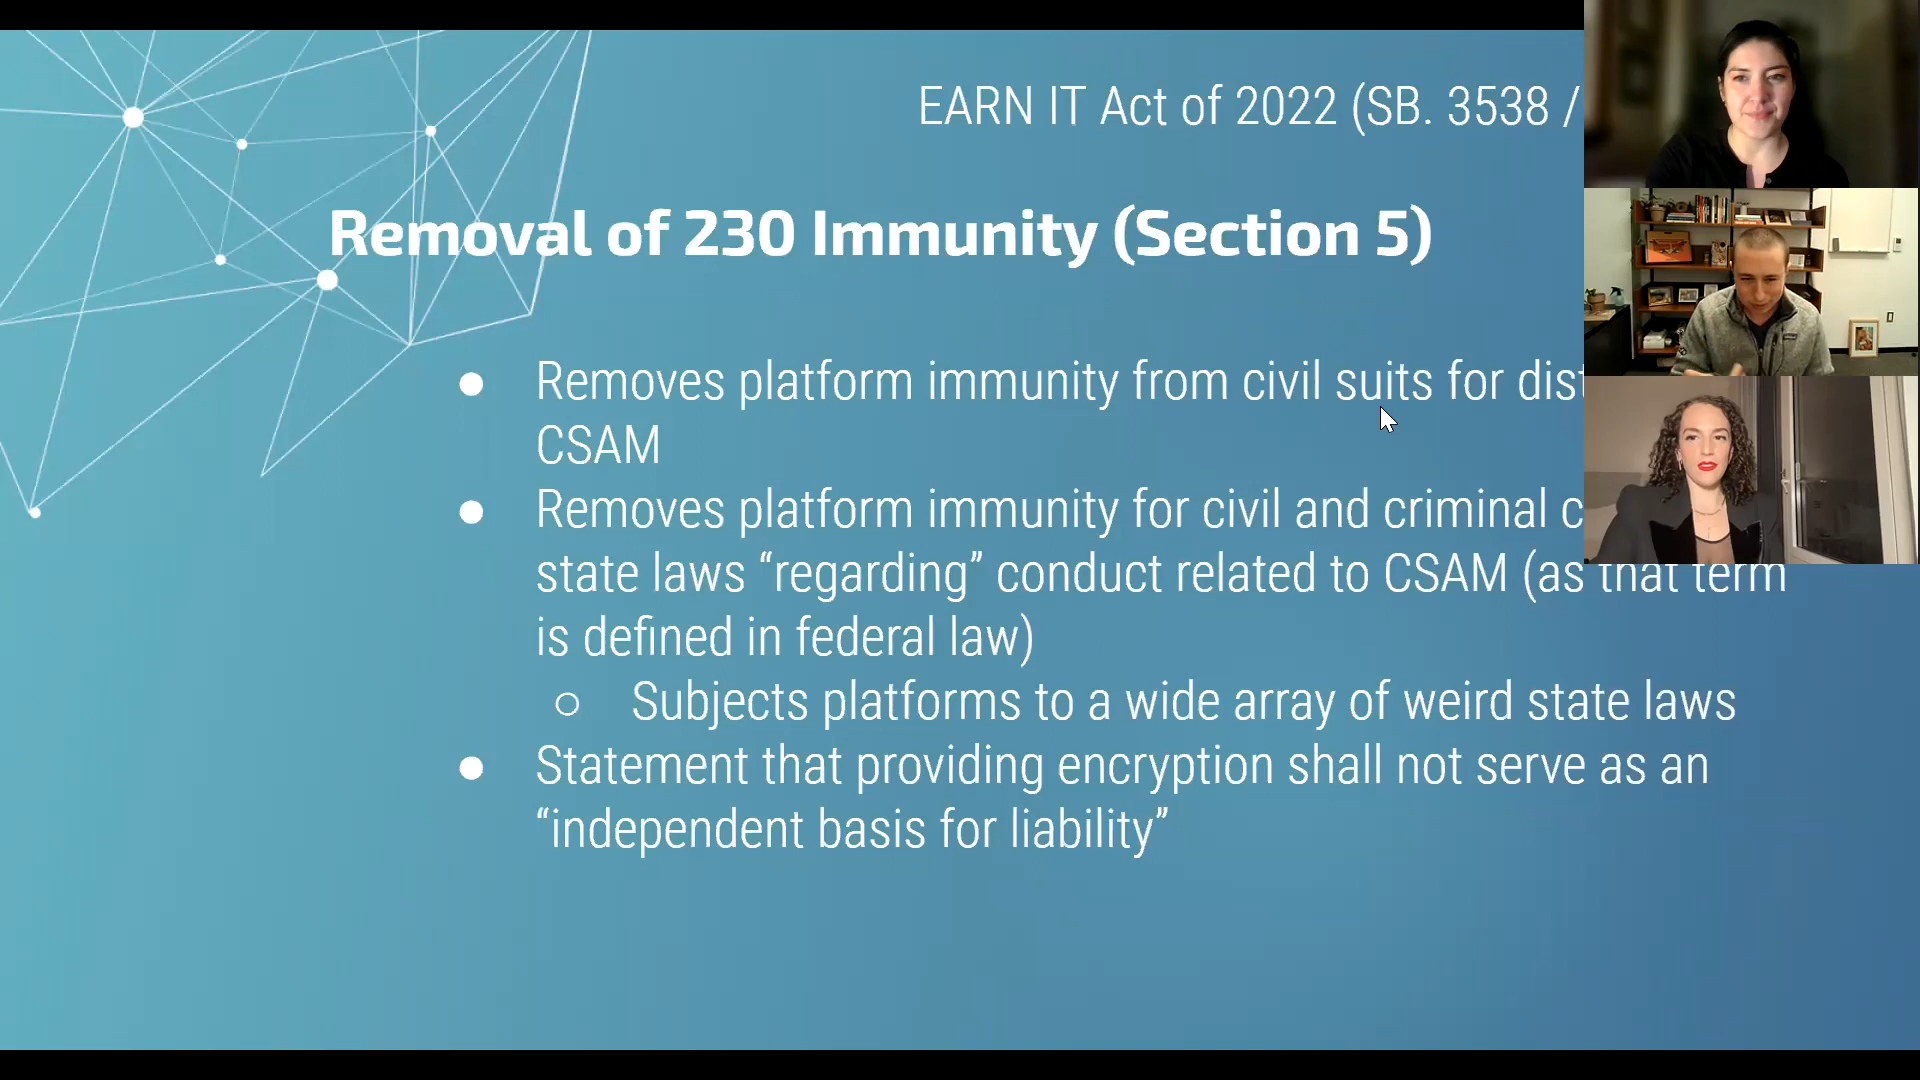 EARN IT Act of 2022 (SB. 3538 /
Removal of 230 Immunity (Section 5)
● Removes platform immunity from civil suits for
CSAM
● Removes platform immunity for civil and criminal
state laws “regarding” conduct related to CSAM (as that term
is defined in federal law)
○ Subjects platforms to a wide array of weird state laws
● Statement that providing encryption shall not serve as an
“independent basis for liability”